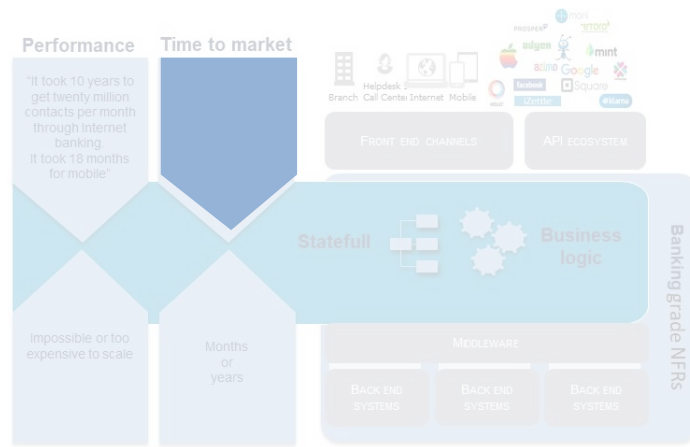 Performance
Time to market
"It took 10 years to
get twenty million
contacts per month
through Internet
banking.
It took 18 months
for mobile"
Impossible or too
expensive to scale
Months
or
years
Branch
Helpdesk
Call Center
Internet
Mobile
PROSPER
adyen
mint
Google
facebook
Square
iZettle
Klarna
FRONT END CHANNELS
API ECOSYSTEM
Statefull
Business
logic
Banking grade NFRs
MIDDLEWARE
BACK END
SYSTEMS
BACK END
SYSTEMS
BACK END
SYSTEMS